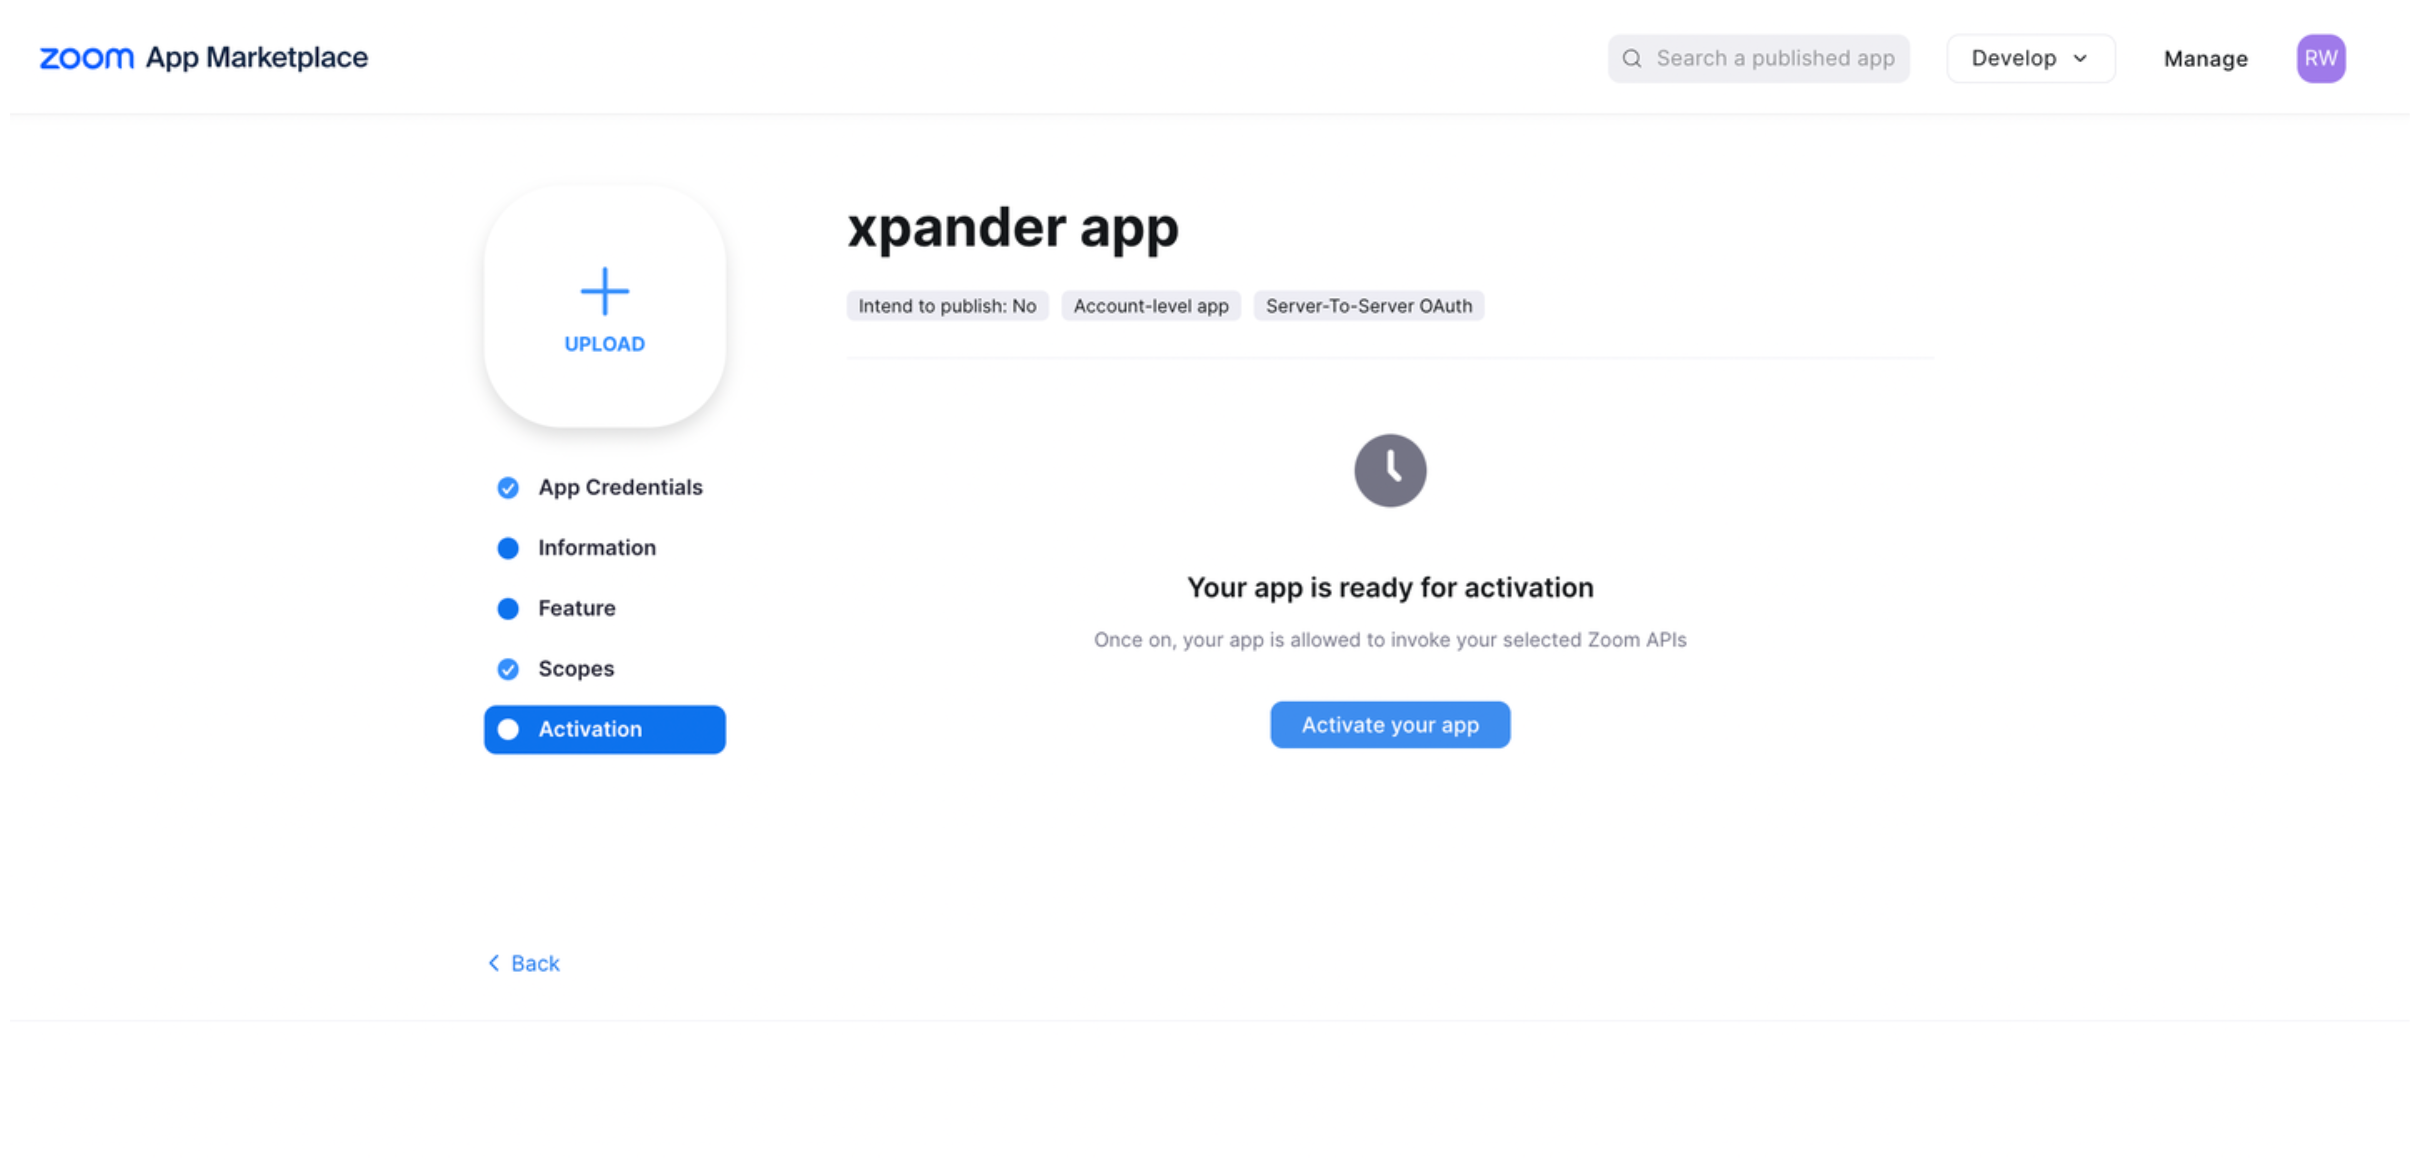 zoom App Marketplace
Search a published app
Develop
Manage
RW
UPLOAD
xpander app
Intend to publish: No
Account-level app
Server-To-Server OAuth
App Credentials
Information
Feature
Scopes
Activation
Your app is ready for activation
Once on, your app is allowed to invoke your selected Zoom APIs
Activate your app
Back